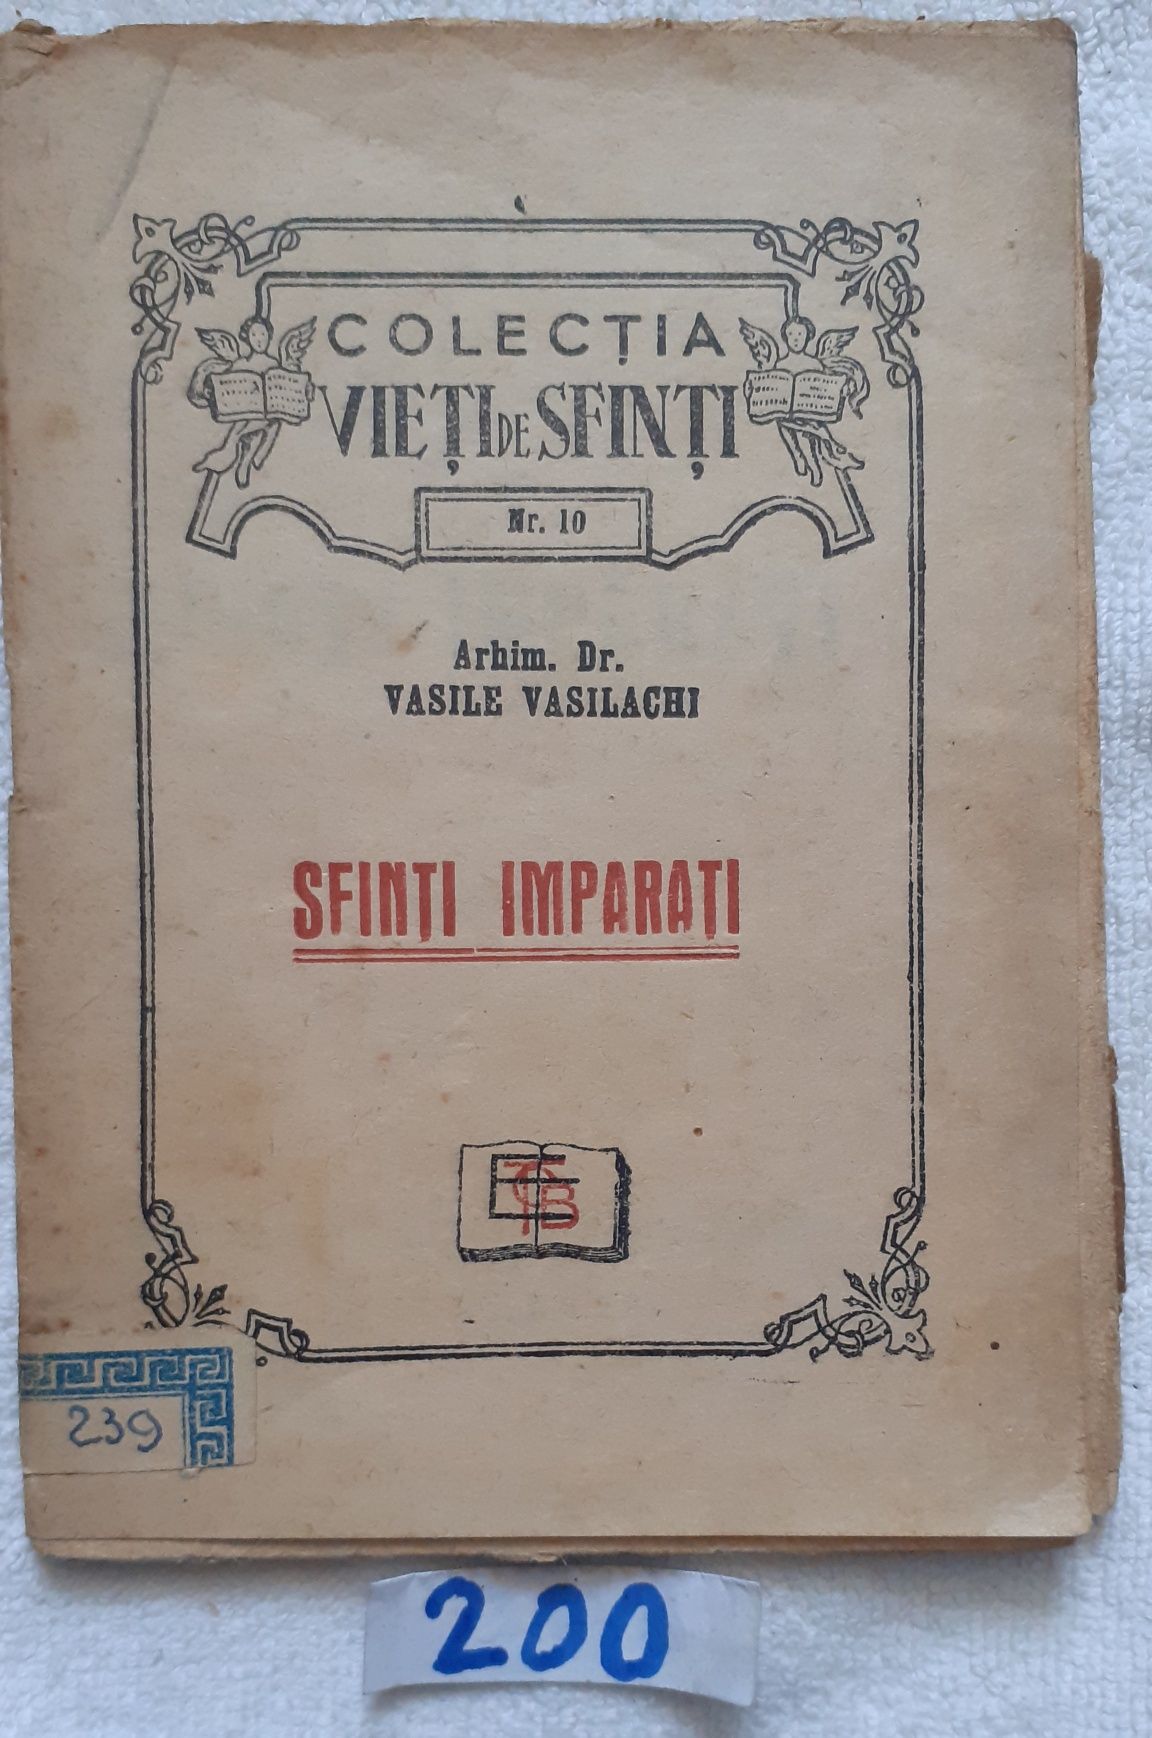 COLECȚIA
VIEȚI DE SFINȚI
Nr. 10
Arhim. Dr.
VASILE VASILACHI
SFINȚI IMPARAȚI
239
200